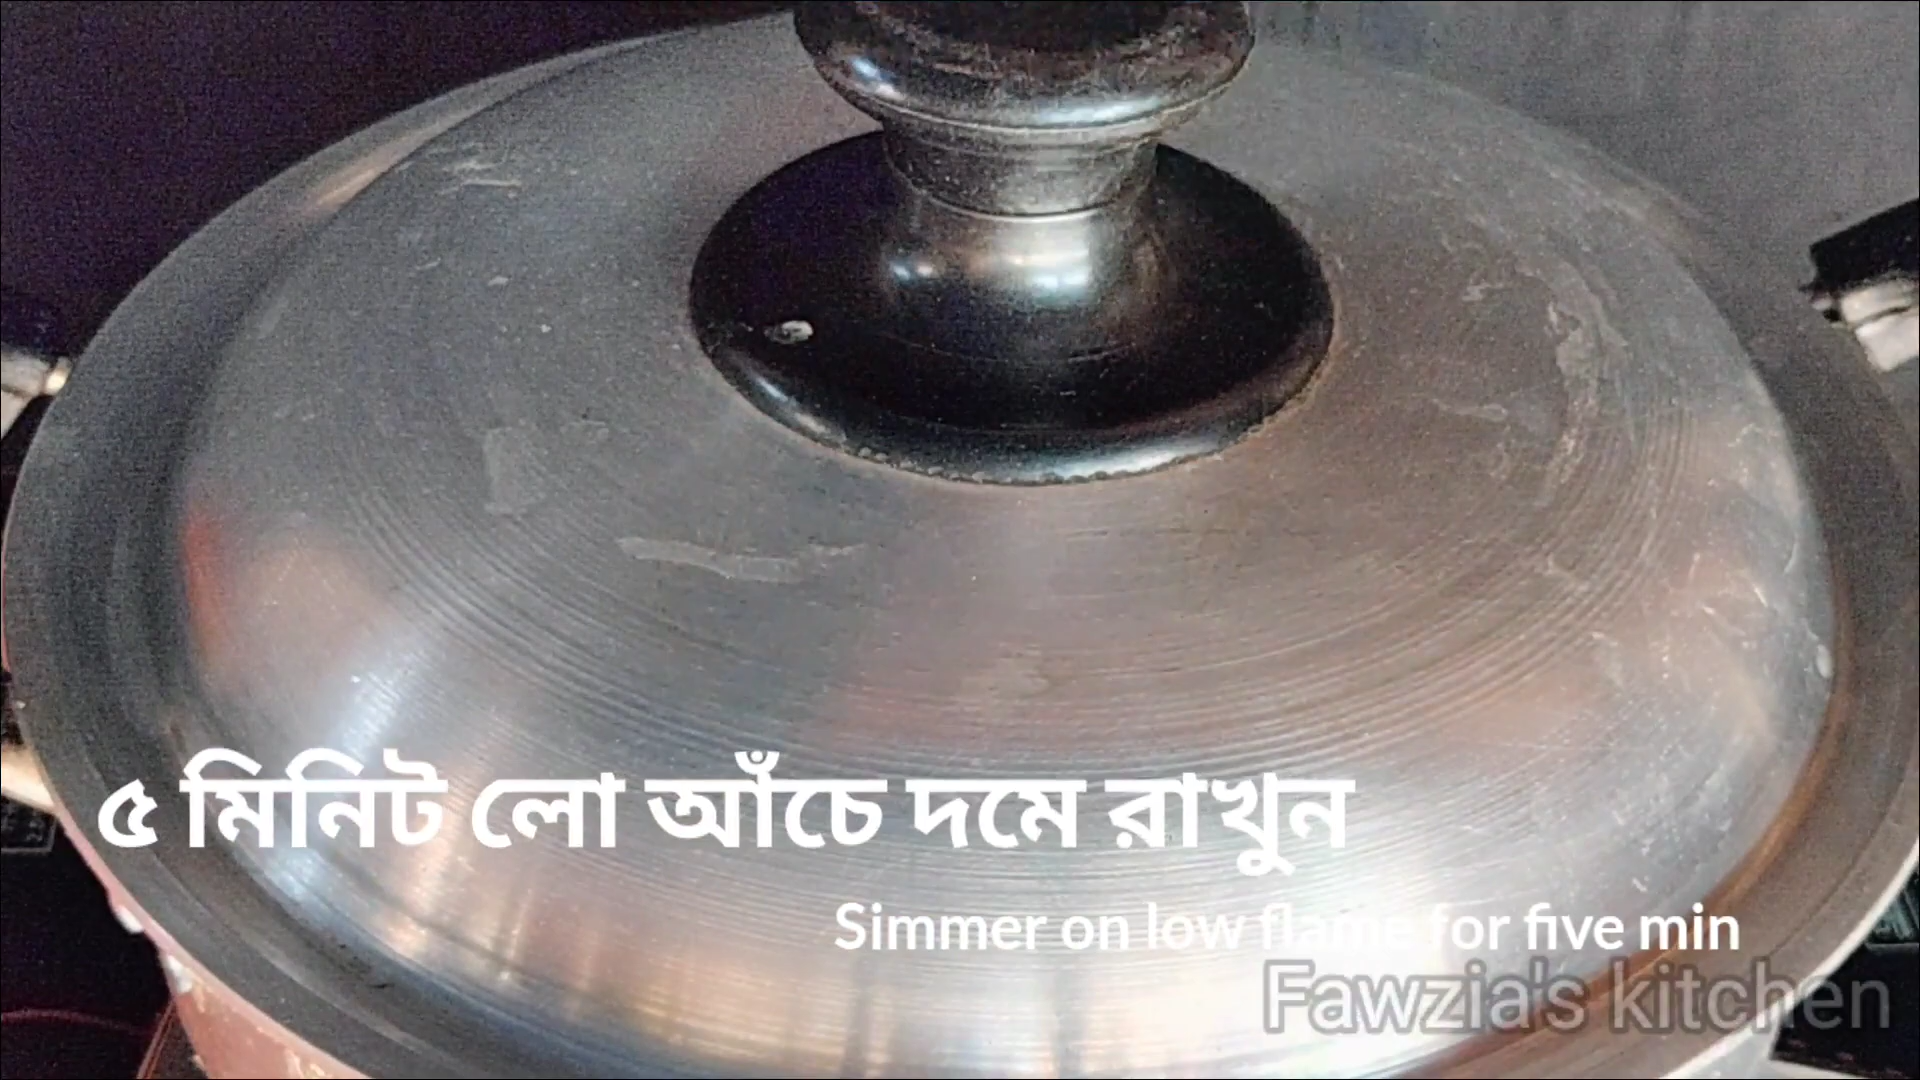 ৫ মিনিট লো আঁচে দমে রাখুন
Simmer on low flame for five min
Fawzia's kitchen